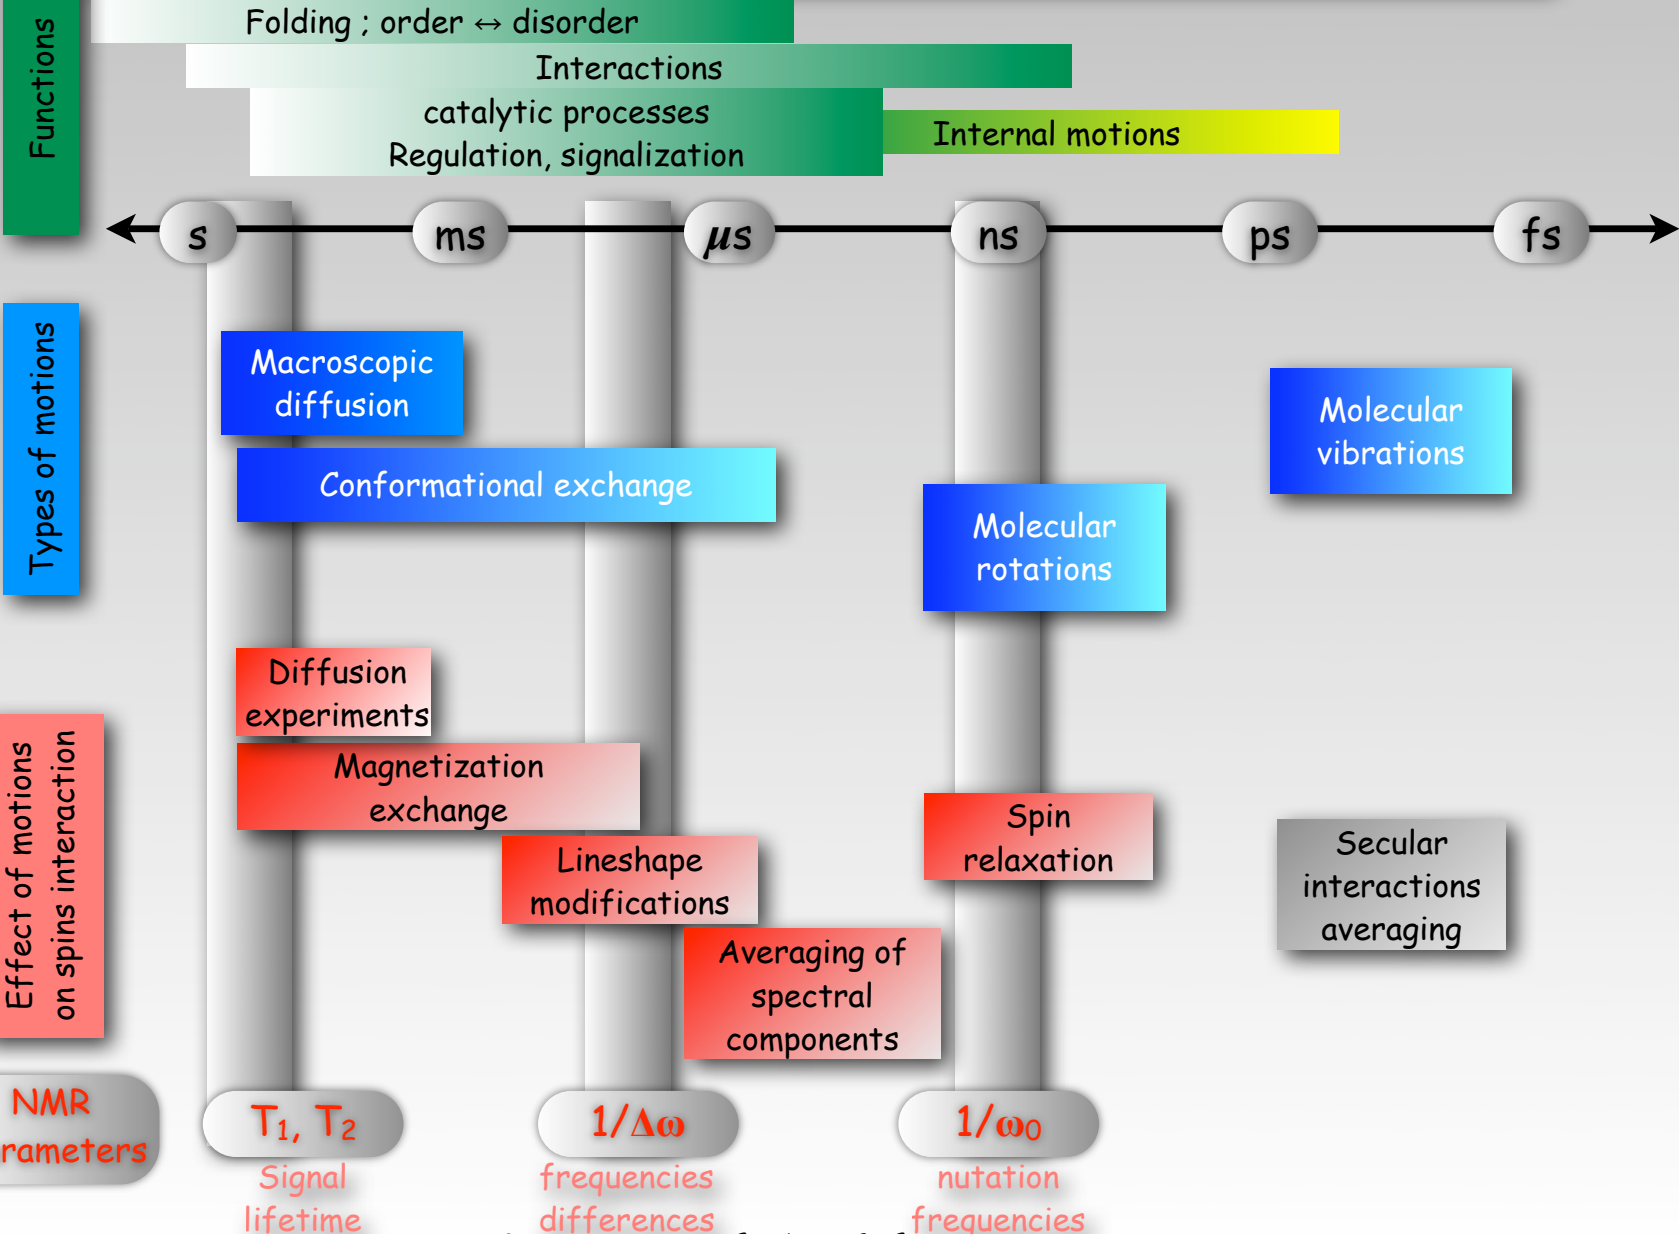 Functions
Folding ; order ↔ disorder
Interactions
catalytic processes
Regulation, signalization
Internal motions
s
ms
µs
ns
ps
fs
Types of motions
Macroscopic
diffusion
Conformational exchange
Molecular
rotations
Molecular
vibrations
Effect of motions
on spins interaction
Diffusion
experiments
Magnetization
exchange
Lineshape
modifications
Averaging of
spectral
components
Spin
relaxation
Secular
interactions
averaging
NMR
rameters
T₁, T₂
Signal
lifetime
1/Δω
frequencies
differences
1/ω₀
nutation
frequencies